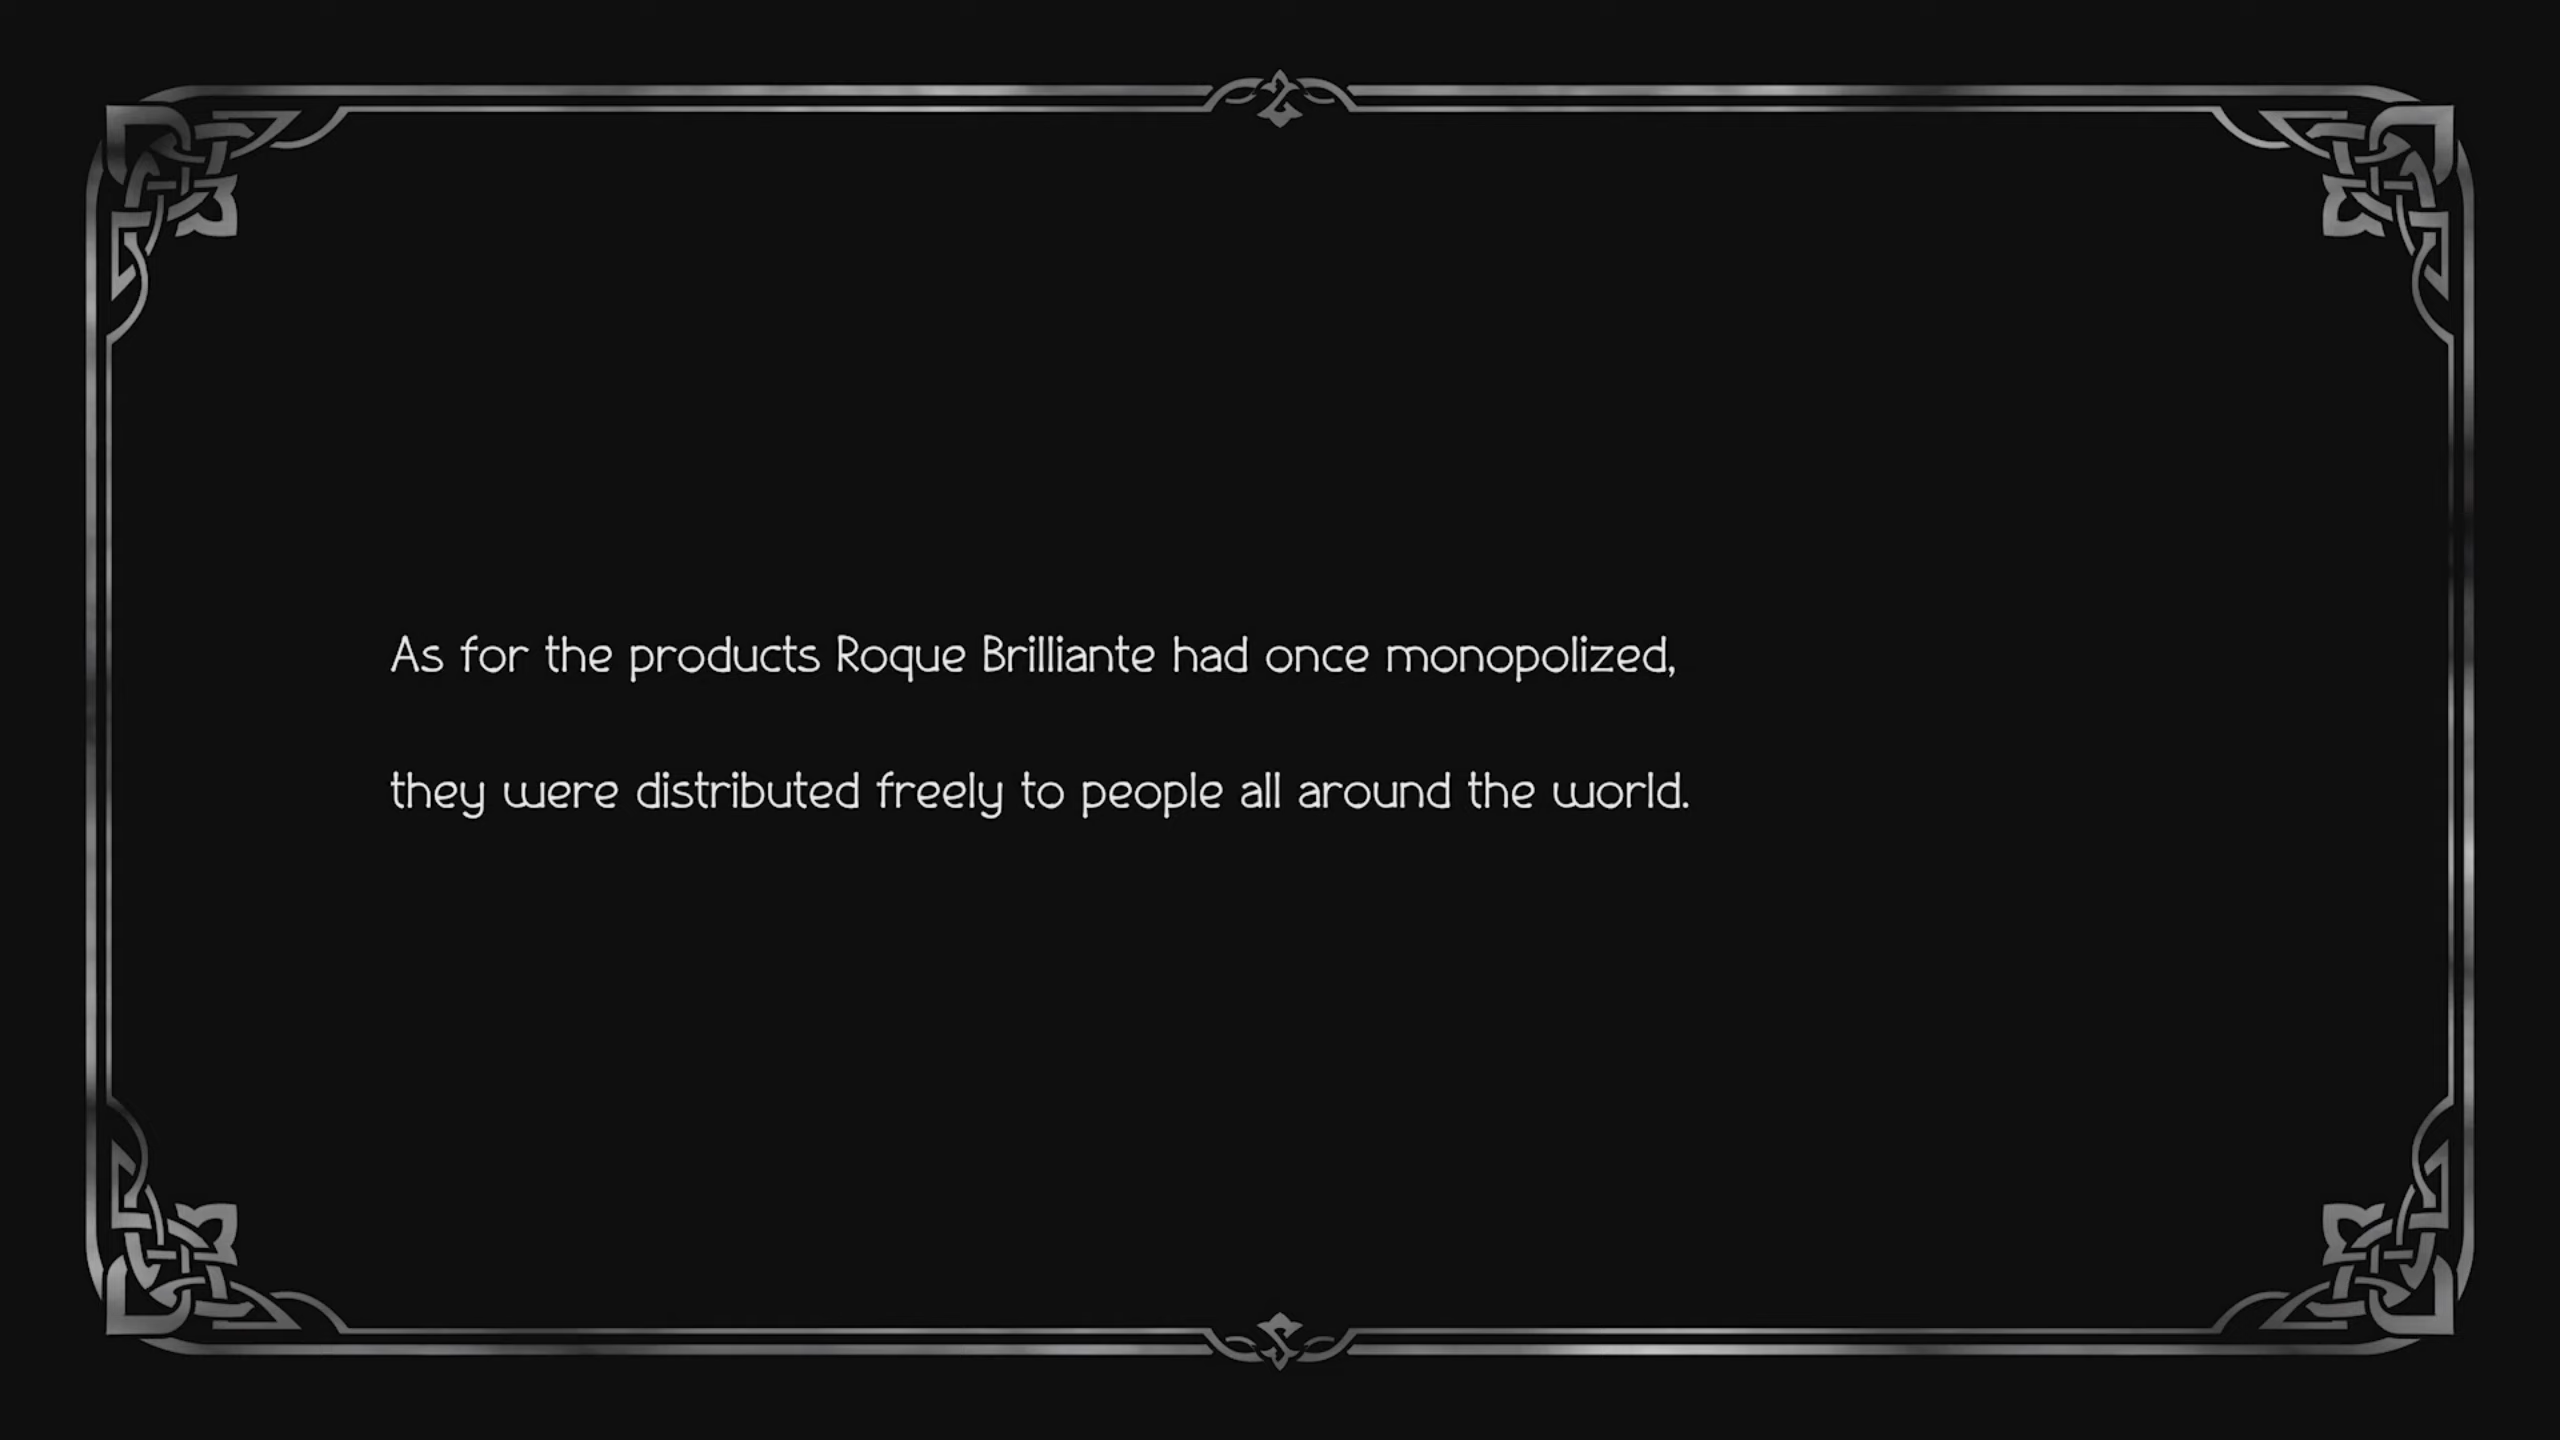 As for the products Roque Brilliante had once monopolized,
they were distributed freely to people all around the world.